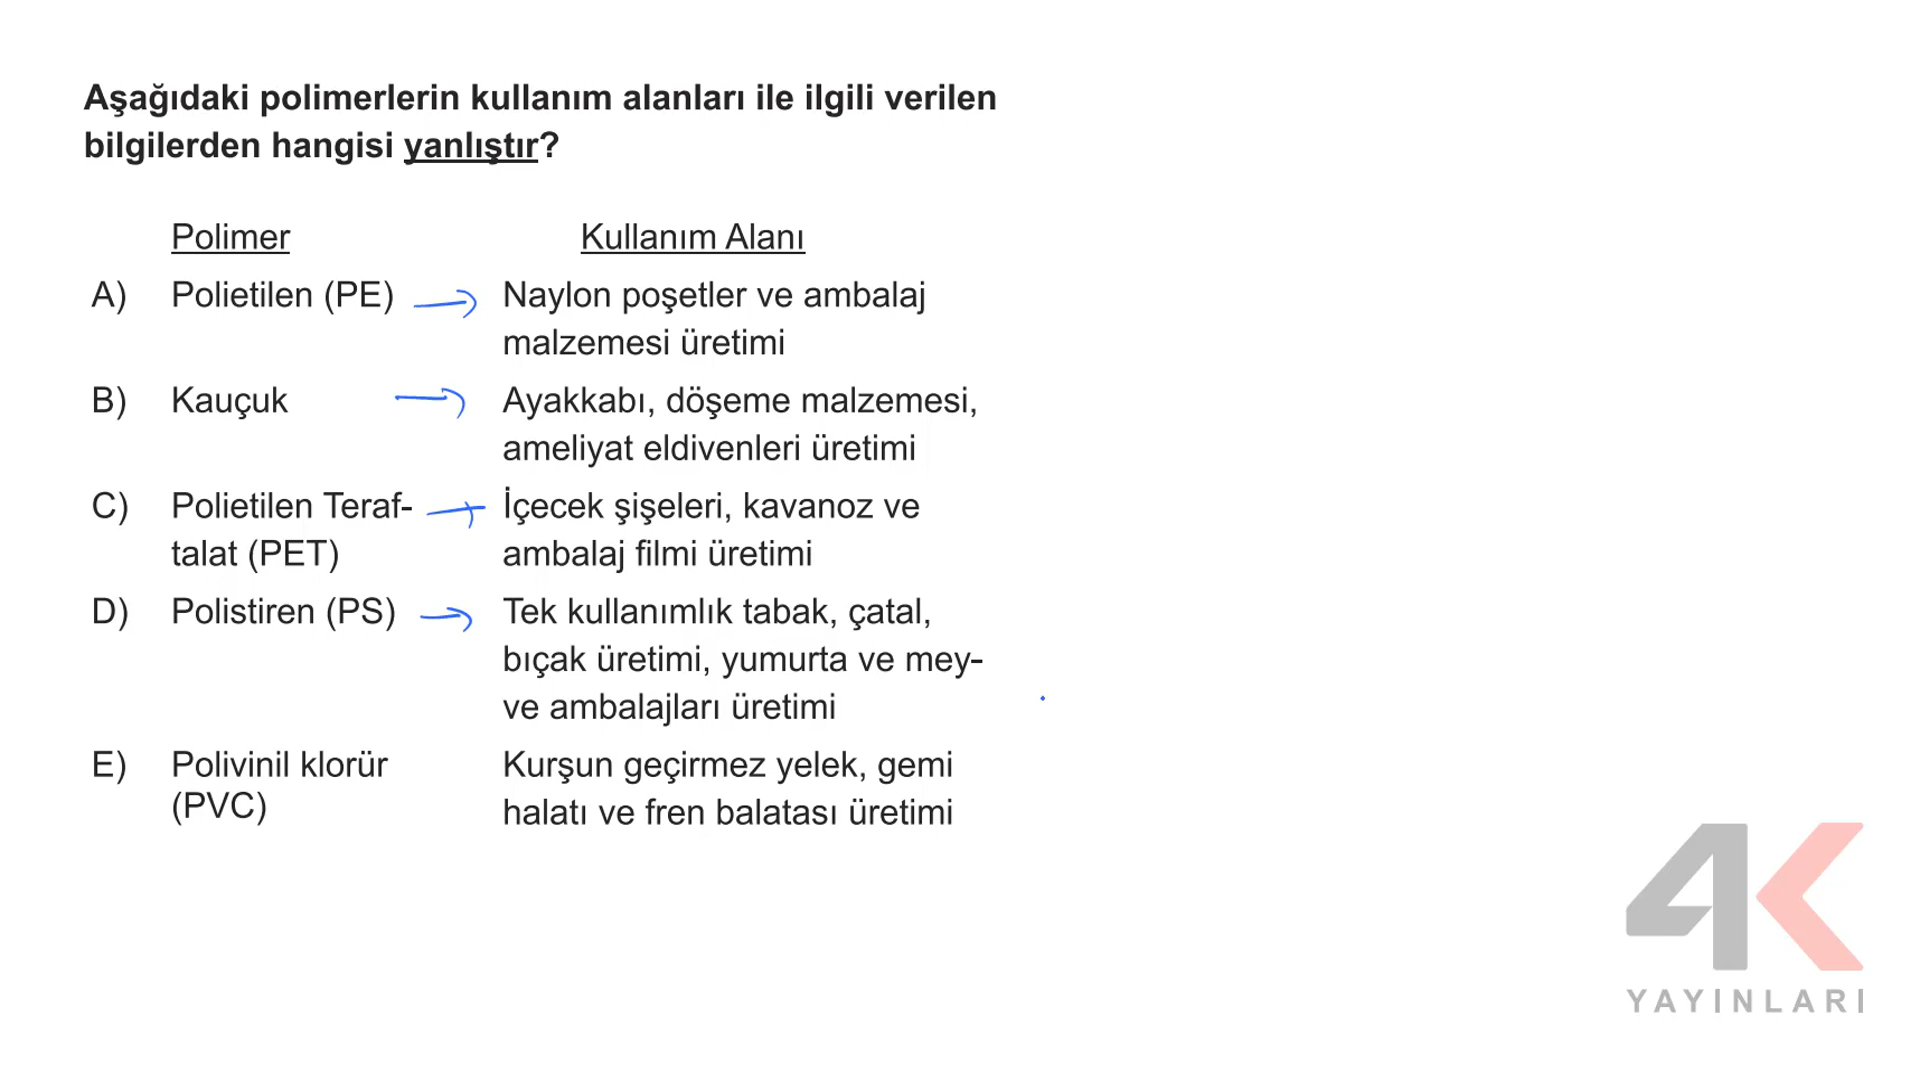 Aşağıdaki polimerlerin kullanım alanları ile ilgili verilen
bilgilerden hangisi yanlıştır?
Polimer Kullanım Alanı
A) Polietilen (PE) Naylon poşetler ve ambalaj
malzemesi üretimi
B) Kauçuk Ayakkabı, döşeme malzemesi,
ameliyat eldivenleri üretimi
C) Polietilen Teraf- İçecek şişeleri, kavanoz ve
talat (PET) ambalaj filmi üretimi
D) Polistiren (PS) Tek kullanımlık tabak, çatal,
bıçak üretimi, yumurta ve mey-
ve ambalajları üretimi
E) Polivinil klorür Kurşun geçirmez yelek, gemi
(PVC) halatı ve fren balatası üretimi
4K
YAYINLARI